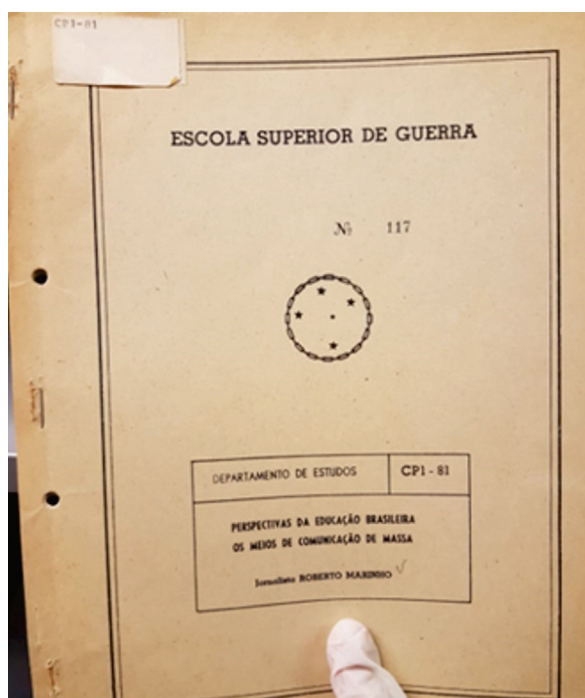 CP1-81
ESCOLA SUPERIOR DE GUERRA
Nº 117
DEPARTAMENTO DE ESTUDOS
CP1 - 81
PERSPECTIVAS DA EDUCAÇÃO BRASILEIRA
OS MEIOS DE COMUNICAÇÃO DE MASSA
Jornalista ROBERTO MARINHO